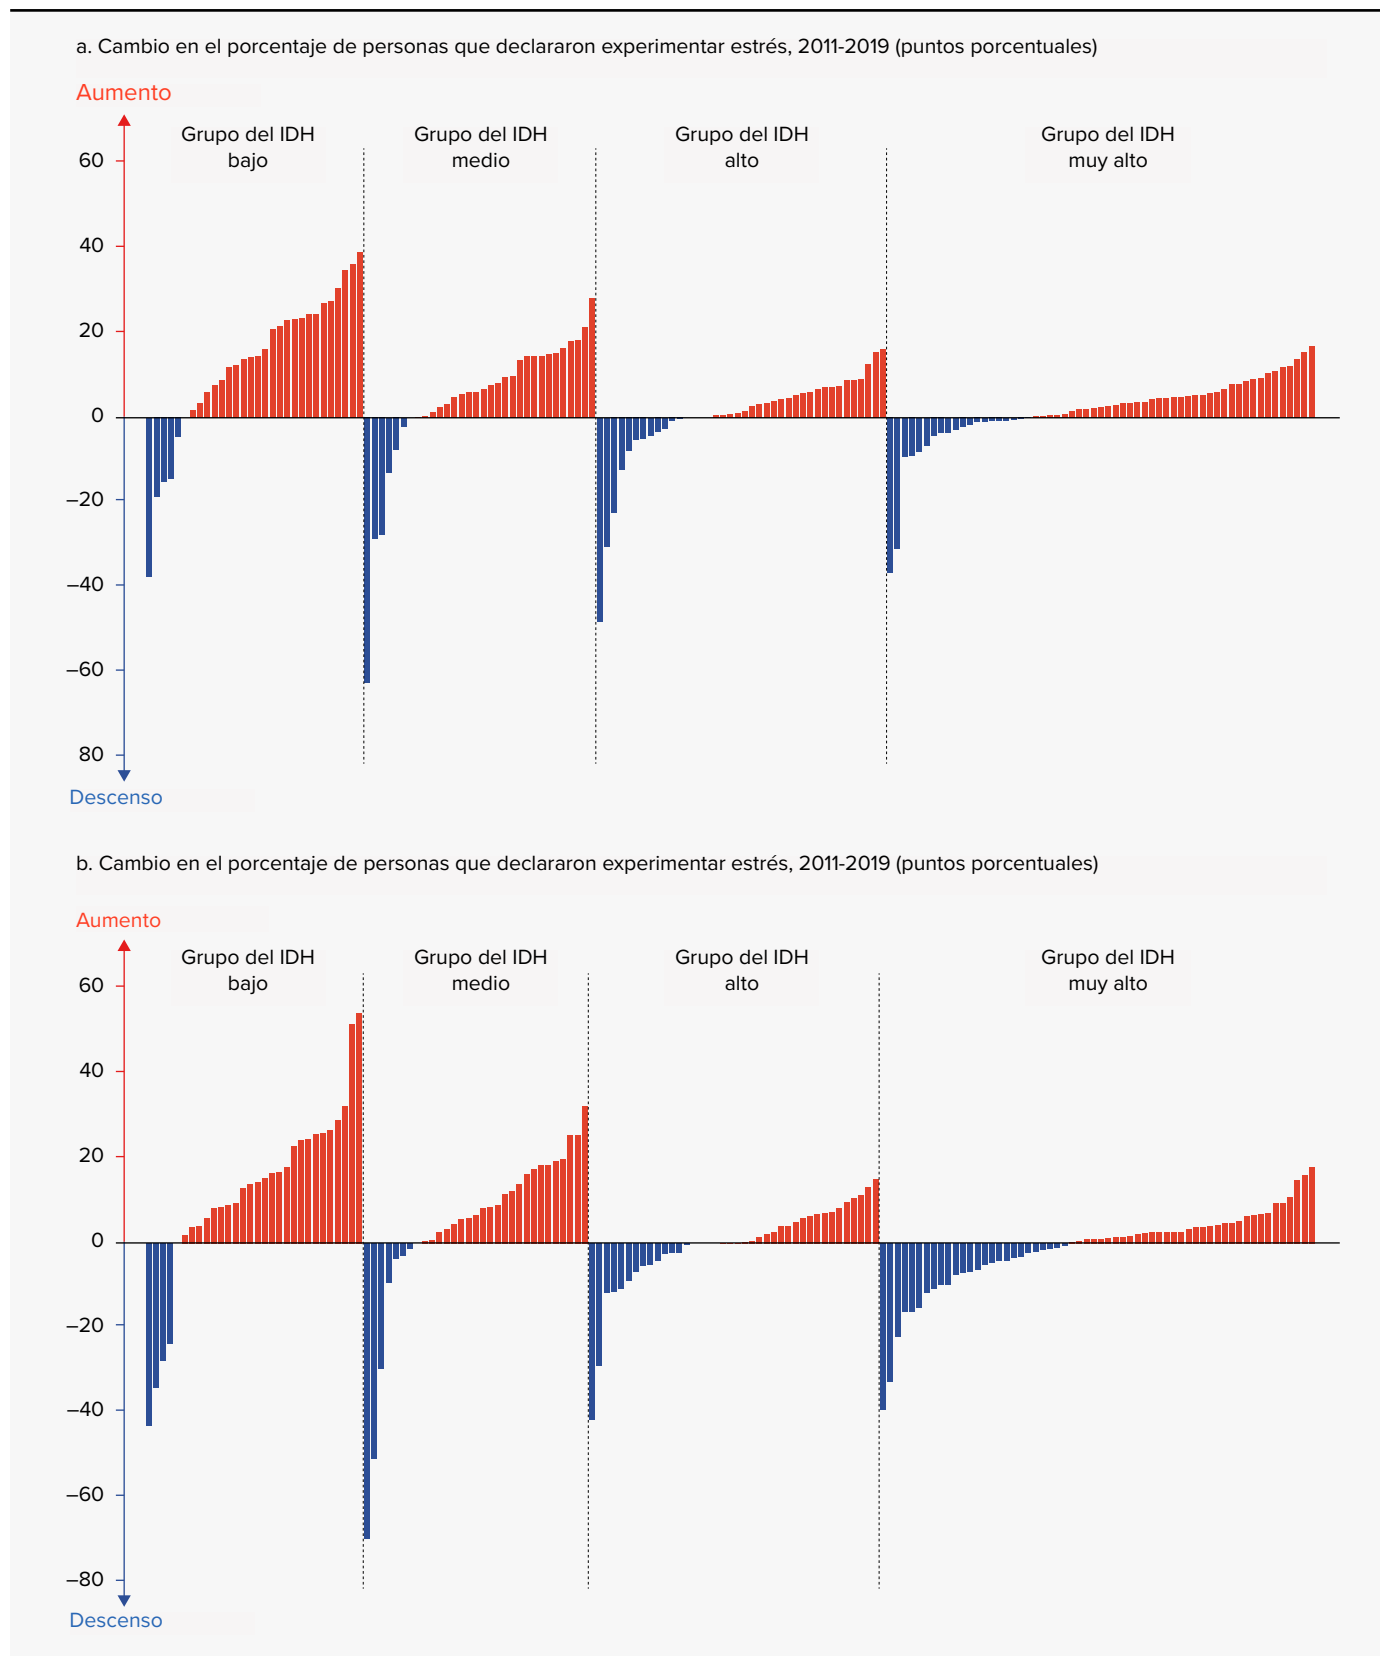 a. Cambio en el porcentaje de personas que declararon experimentar estrés, 2011-2019 (puntos porcentuales)
Aumento
Grupo del IDH
bajo
Grupo del IDH
medio
Grupo del IDH
alto
Grupo del IDH
muy alto
60
40
20
0
–20
–40
–60
80
Descenso
b. Cambio en el porcentaje de personas que declararon experimentar estrés, 2011-2019 (puntos porcentuales)
Aumento
Grupo del IDH
bajo
Grupo del IDH
medio
Grupo del IDH
alto
Grupo del IDH
muy alto
60
40
20
0
–20
–40
–60
–80
Descenso